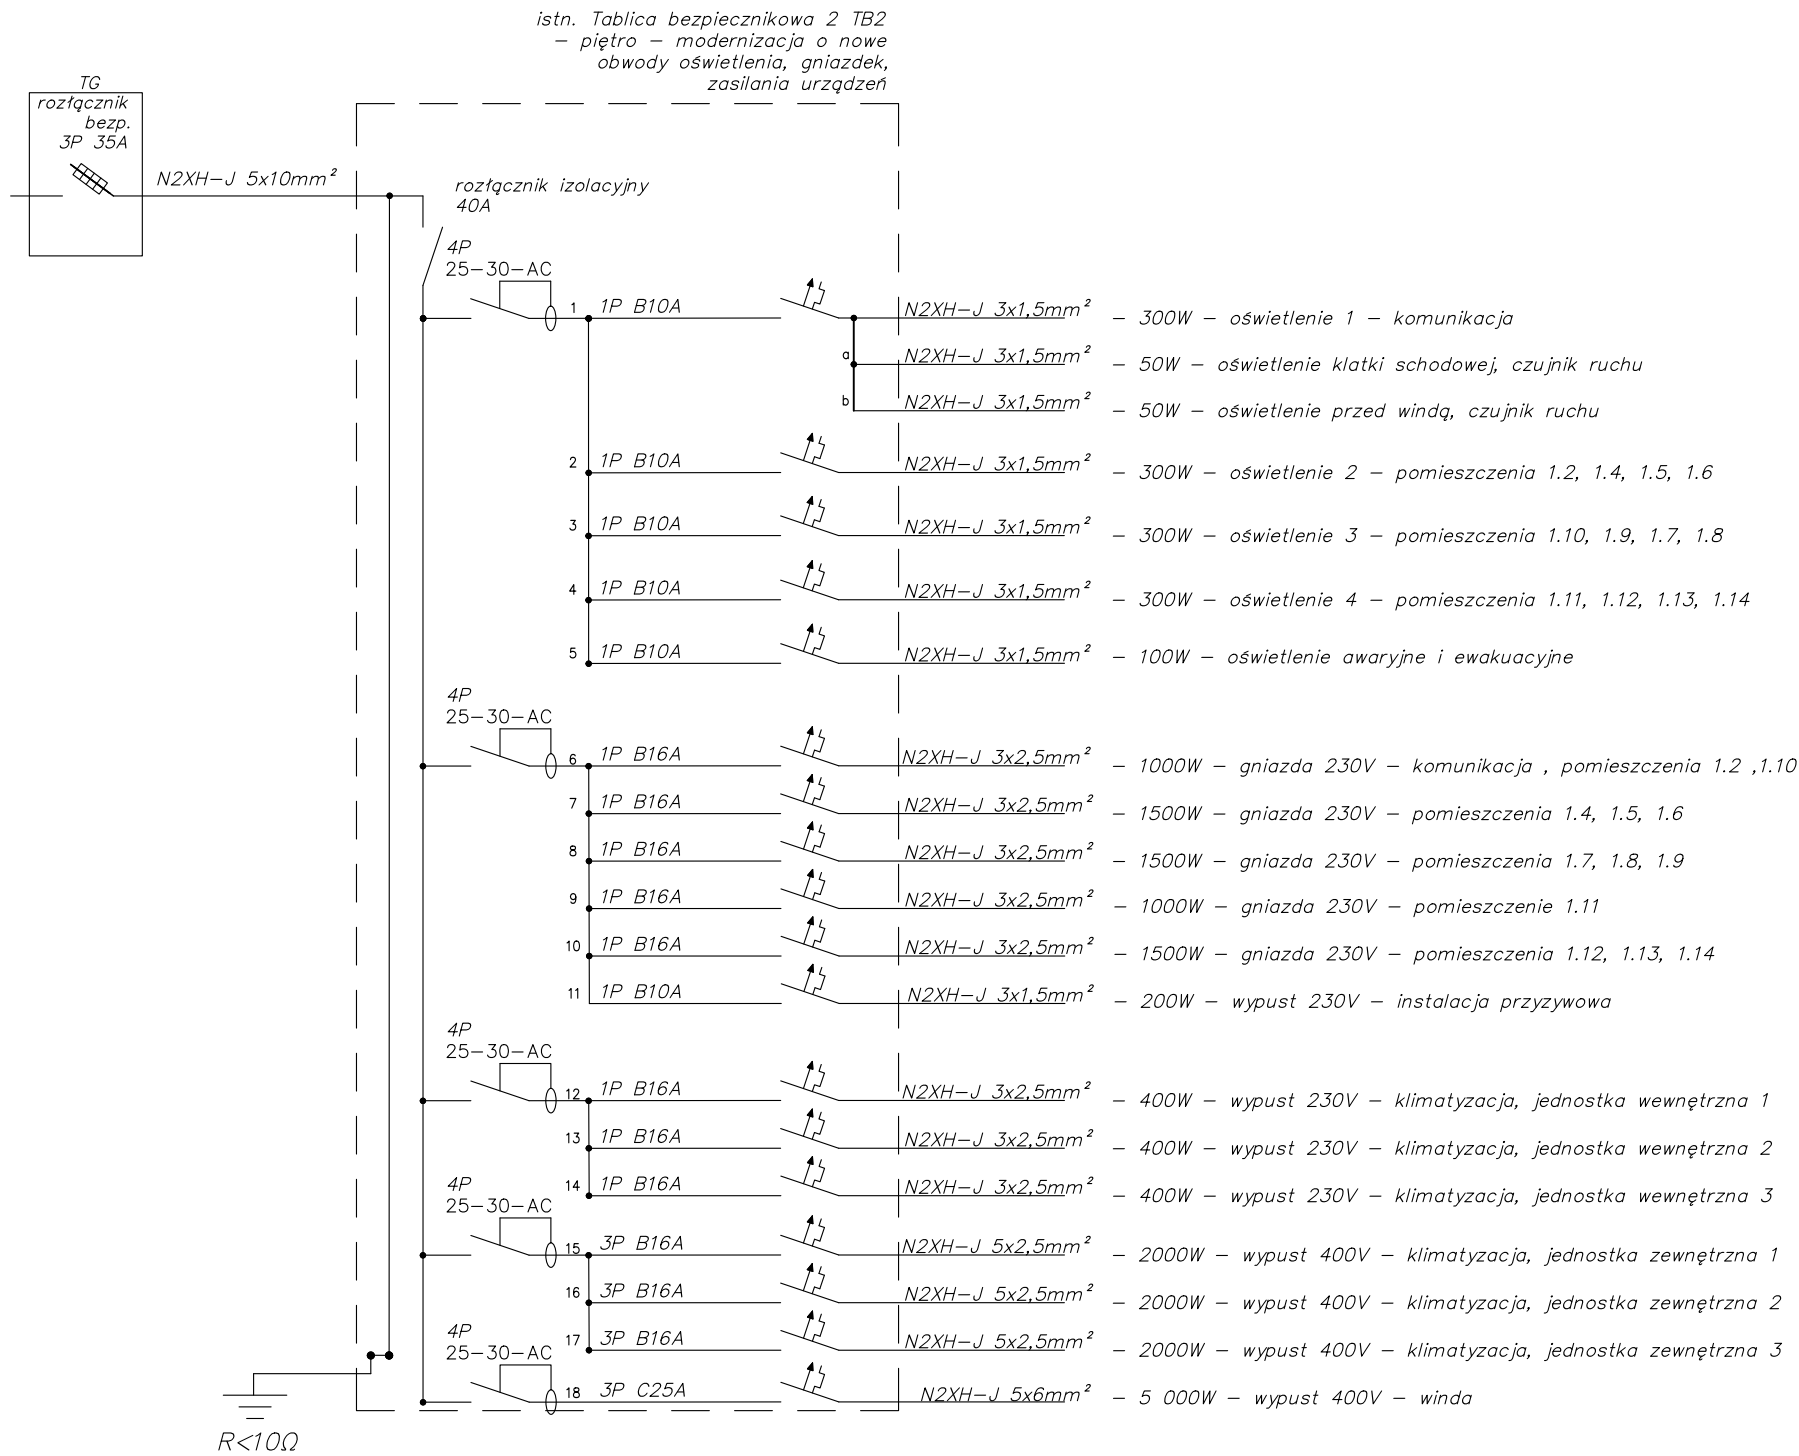 istn. Tablica bezpiecznikowa 2 TB2
– piętro – modernizacja o nowe
obwody oświetlenia, gniazdek,
zasilania urządzeń
TG
rozłącznik
bezp.
3P 35A
N2XH–J 5x10mm²
rozłącznik izolacyjny
40A
4P
25–30–AC
1 1P B10A N2XH–J 3x1,5mm² – 300W – oświetlenie 1 – komunikacja
a N2XH–J 3x1,5mm² – 50W – oświetlenie klatki schodowej, czujnik ruchu
b N2XH–J 3x1,5mm² – 50W – oświetlenie przed windą, czujnik ruchu
2 1P B10A N2XH–J 3x1,5mm² – 300W – oświetlenie 2 – pomieszczenia 1.2, 1.4, 1.5, 1.6
3 1P B10A N2XH–J 3x1,5mm² – 300W – oświetlenie 3 – pomieszczenia 1.10, 1.9, 1.7, 1.8
4 1P B10A N2XH–J 3x1,5mm² – 300W – oświetlenie 4 – pomieszczenia 1.11, 1.12, 1.13, 1.14
5 1P B10A N2XH–J 3x1,5mm² – 100W – oświetlenie awaryjne i ewakuacyjne
4P
25–30–AC
6 1P B16A N2XH–J 3x2,5mm² – 1000W – gniazda 230V – komunikacja , pomieszczenia 1.2 ,1.10
7 1P B16A N2XH–J 3x2,5mm² – 1500W – gniazda 230V – pomieszczenia 1.4, 1.5, 1.6
8 1P B16A N2XH–J 3x2,5mm² – 1500W – gniazda 230V – pomieszczenia 1.7, 1.8, 1.9
9 1P B16A N2XH–J 3x2,5mm² – 1000W – gniazda 230V – pomieszczenie 1.11
10 1P B16A N2XH–J 3x2,5mm² – 1500W – gniazda 230V – pomieszczenia 1.12, 1.13, 1.14
11 1P B10A N2XH–J 3x1,5mm² – 200W – wypust 230V – instalacja przyzywowa
4P
25–30–AC
12 1P B16A N2XH–J 3x2,5mm² – 400W – wypust 230V – klimatyzacja, jednostka wewnętrzna 1
13 1P B16A N2XH–J 3x2,5mm² – 400W – wypust 230V – klimatyzacja, jednostka wewnętrzna 2
14 1P B16A N2XH–J 3x2,5mm² – 400W – wypust 230V – klimatyzacja, jednostka wewnętrzna 3
4P
25–30–AC
15 3P B16A N2XH–J 5x2,5mm² – 2000W – wypust 400V – klimatyzacja, jednostka zewnętrzna 1
16 3P B16A N2XH–J 5x2,5mm² – 2000W – wypust 400V – klimatyzacja, jednostka zewnętrzna 2
17 3P B16A N2XH–J 5x2,5mm² – 2000W – wypust 400V – klimatyzacja, jednostka zewnętrzna 3
4P
25–30–AC
18 3P C25A N2XH–J 5x6mm² – 5 000W – wypust 400V – winda
R<10Ω